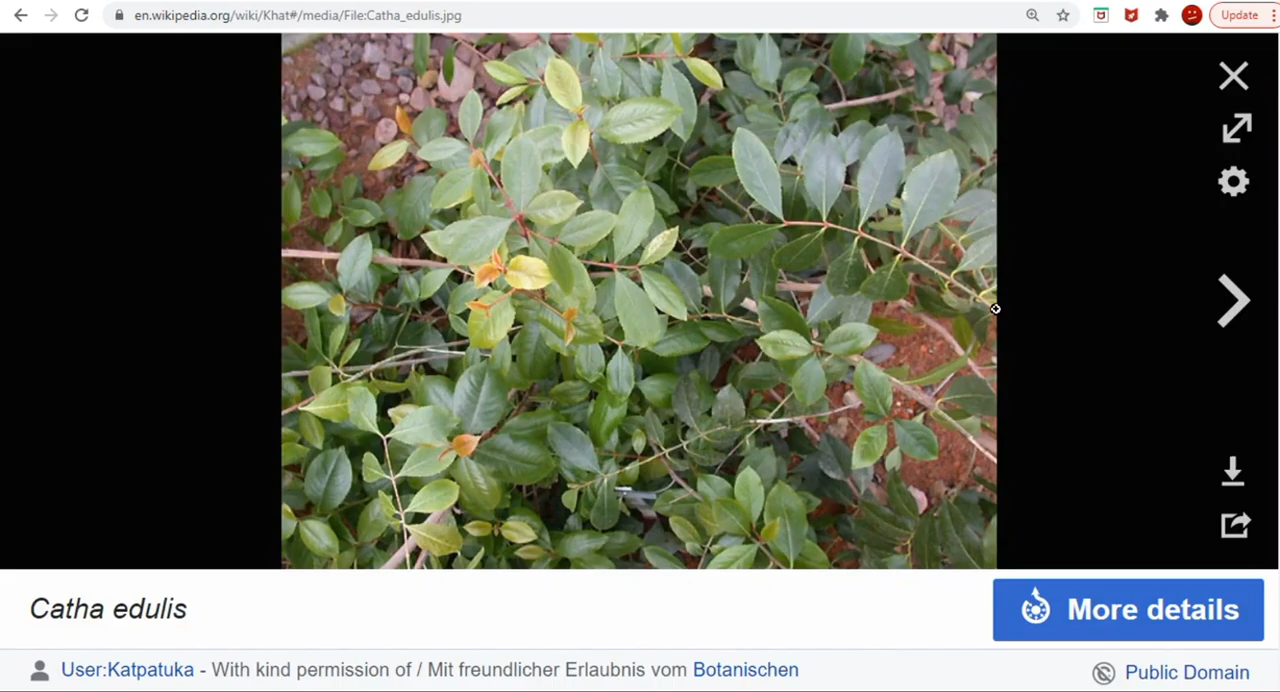 en.wikipedia.org/wiki/Khat#/media/File:Catha_edulis.jpg
Update
Catha edulis
More details
User:Katpatuka - With kind permission of / Mit freundlicher Erlaubnis vom Botanischen
Public Domain